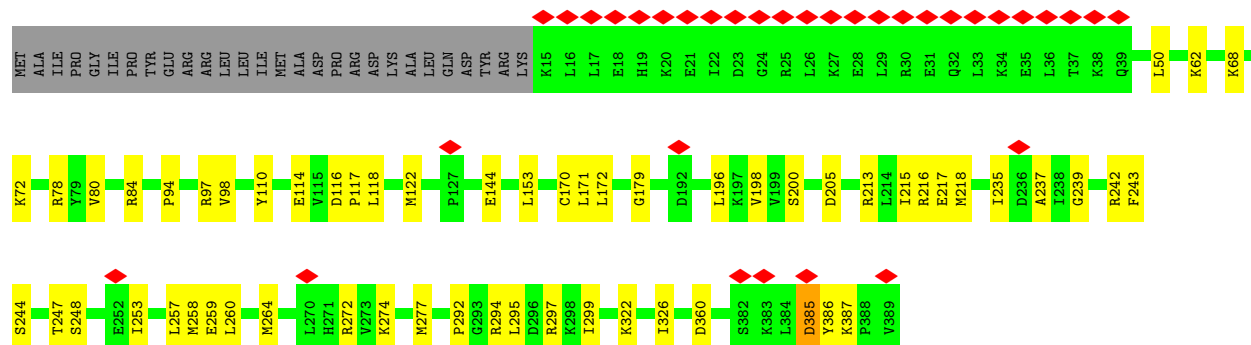 MET ALA ILE PRO GLY ILE PRO TYR GLU ARG ARG LEU LEU ILE MET ALA ASP PRO ARG ASP LYS ALA LEU GLN ASP TYR ARG LYS K15 L16 L17 E18 H19 K20 E21 I22 D23 G24 R25 L26 K27 E28 L29 R30 E31 Q32 L33 K34 E35 L36 T37 K38 Q39 L50 K62 K68
K72 R78 Y79 V80 R84 P94 R97 V98 Y110 E114 V115 D116 P117 L118 M122 P127 E144 L153 C170 L171 L172 G179 D192 L196 K197 V198 V199 S200 D205 R213 L214 I215 R216 E217 M218 I235 D236 A237 I238 G239 R242 F243
S244 T247 S248 E252 I253 L257 M258 E259 L260 M264 L270 H271 R272 V273 K274 M277 P292 G293 R294 L295 D296 R297 K298 I299 K322 I326 D360 S382 K383 L384 D385 Y386 K387 P388 V389